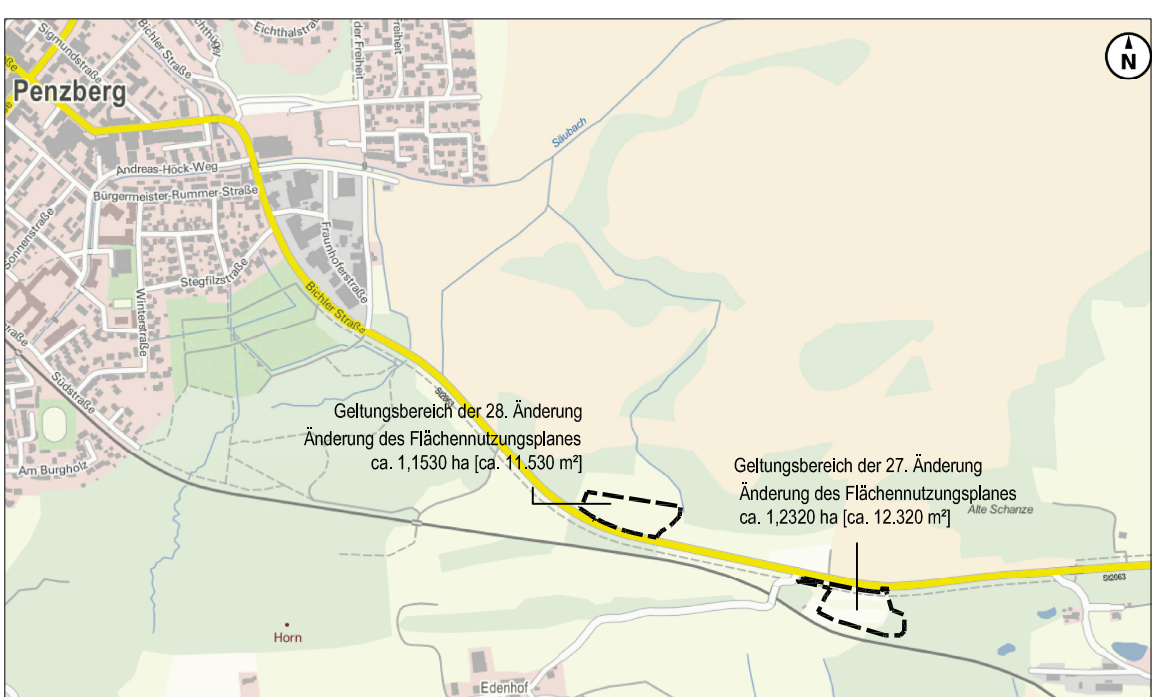 Sigmundstraße
Bichler Straße
Eichthalstra
der Freiheit
Freiheit
N
Penzberg
Säubach
Andreas-Höck-Weg
Bürgermeister-Rummer-Straße
Sonnenstraße
Fraunhoferstraße
Stegfilzstraße
Bichler Straße
Winterstraße
Südstraße
St2063
Geltungsbereich der 28. Änderung
Änderung des Flächennutzungsplanes
ca. 1,1530 ha [ca. 11.530 m²]
Am Burgholz
Geltungsbereich der 27. Änderung
Änderung des Flächennutzungsplanes
ca. 1,2320 ha [ca. 12.320 m²]
Alte Schanze
St2063
Horn
Edenhof